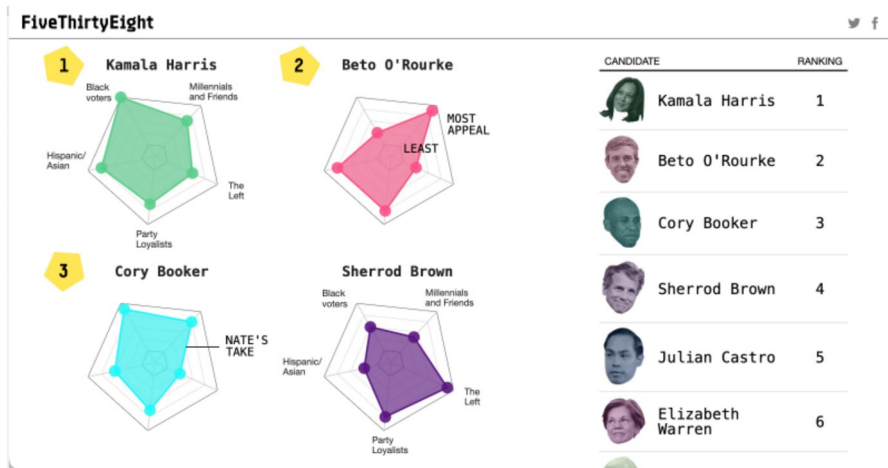 FiveThirtyEight
1 Kamala Harris
Black
voters
Millennials
and Friends
Hispanic/
Asian
The
Left
Party
Loyalists
2 Beto O'Rourke
MOST
APPEAL
LEAST
3 Cory Booker
NATE'S
TAKE
Sherrod Brown
Black
voters
Millennials
and Friends
Hispanic/
Asian
The
Left
Party
Loyalists
CANDIDATE RANKING
Kamala Harris 1
Beto O'Rourke 2
Cory Booker 3
Sherrod Brown 4
Julian Castro 5
Elizabeth
Warren 6